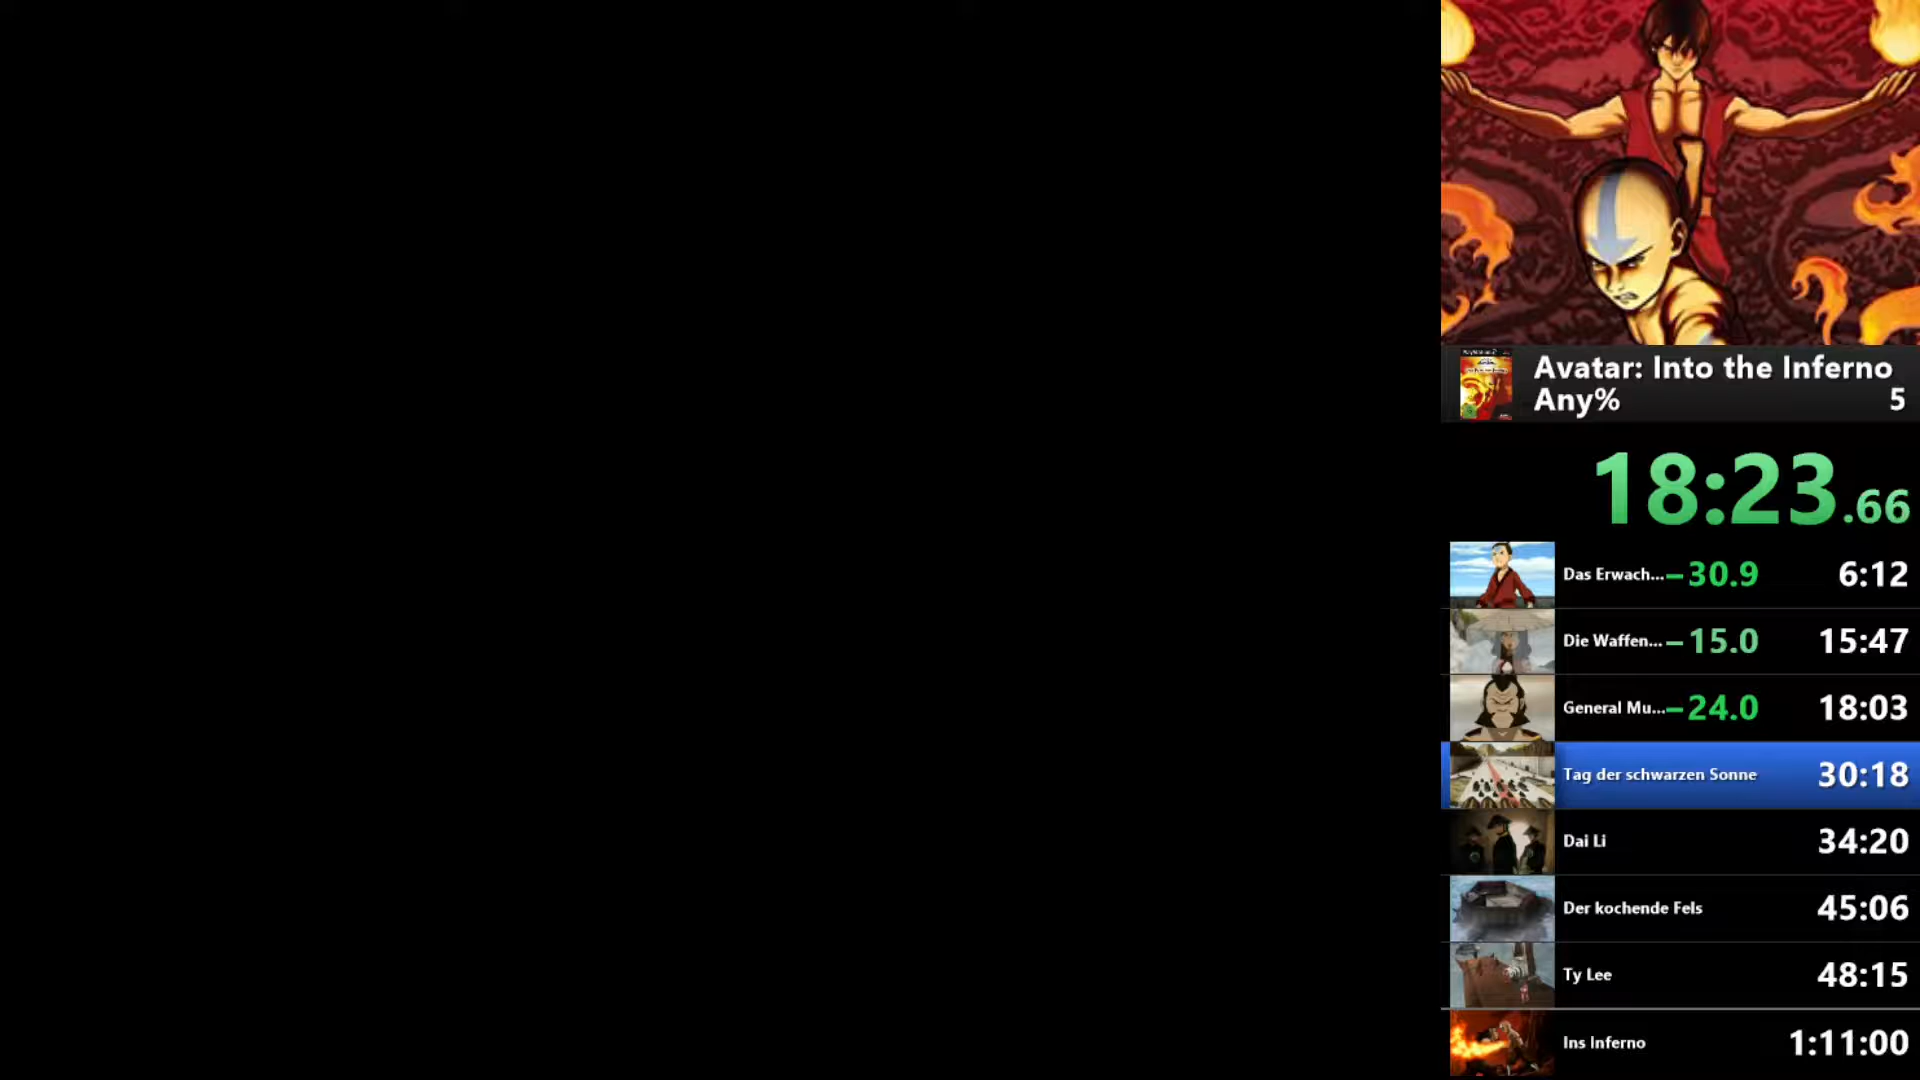 Avatar: Into the Inferno
Any% 5
18:23.66
Das Erwach... −30.9 6:12
Die Waffen... −15.0 15:47
General Mu... −24.0 18:03
Tag der schwarzen Sonne 30:18
Dai Li 34:20
Der kochende Fels 45:06
Ty Lee 48:15
Ins Inferno 1:11:00